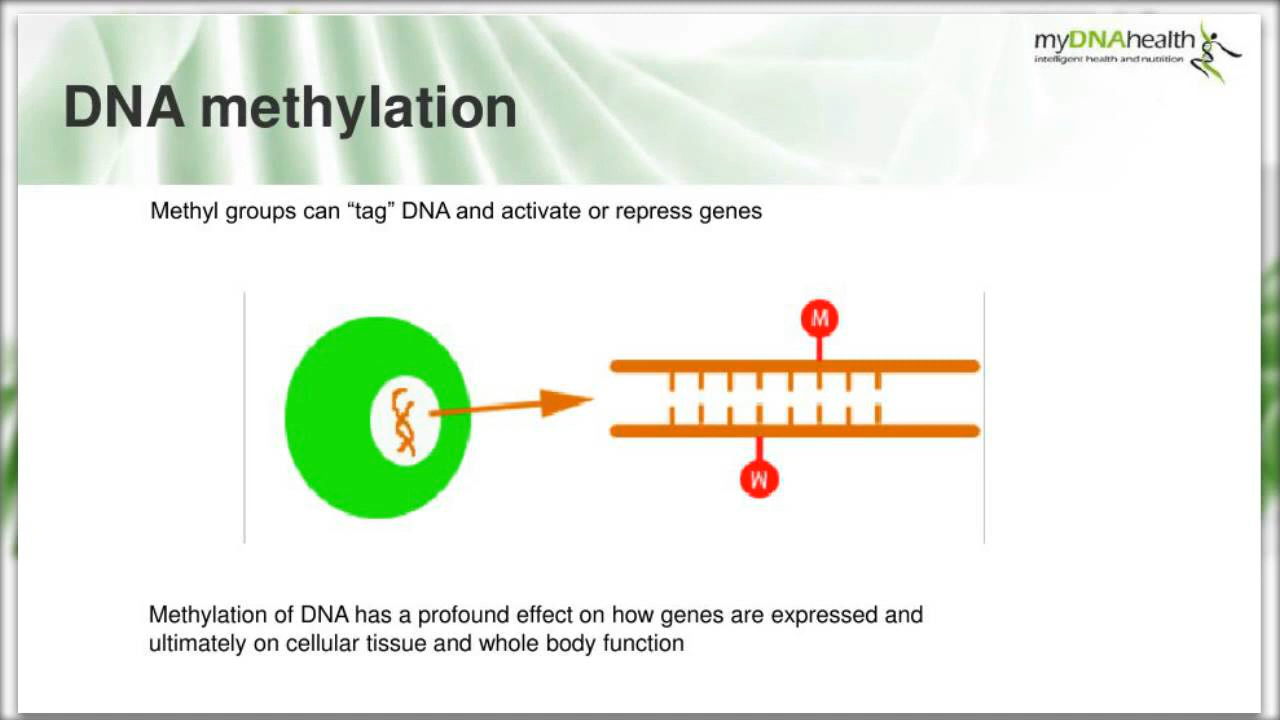 myDNAhealth
intelligent health and nutrition
DNA methylation
Methyl groups can “tag” DNA and activate or repress genes
M
M
Methylation of DNA has a profound effect on how genes are expressed and
ultimately on cellular tissue and whole body function